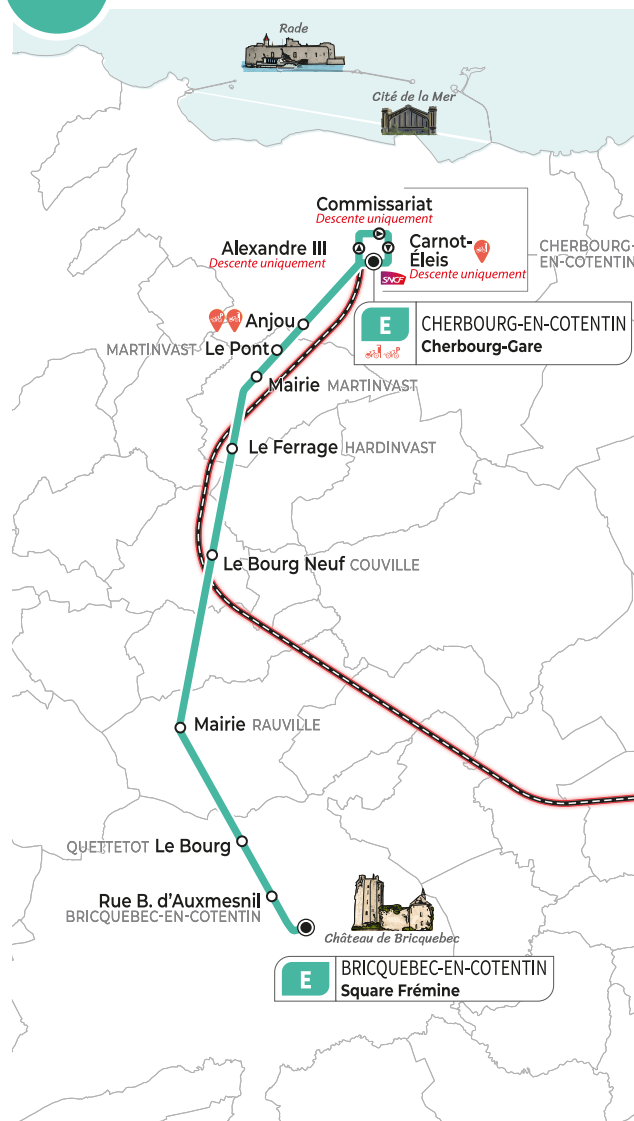 Rade
Cité de la Mer
Commissariat
Descente uniquement
Alexandre III
Descente uniquement
Carnot-
Éleis
Descente uniquement
CHERBOURG-
EN-COTENTIN
SNCF
E
CHERBOURG-EN-COTENTIN
Cherbourg-Gare
Anjou
MARTINVAST Le Pont
Mairie MARTINVAST
Le Ferrage HARDINVAST
Le Bourg Neuf COUVILLE
Mairie RAUVILLE
QUETTETOT Le Bourg
Rue B. d'Auxmesnil
BRICQUEBEC-EN-COTENTIN
Château de Bricquebec
E
BRICQUEBEC-EN-COTENTIN
Square Frémine